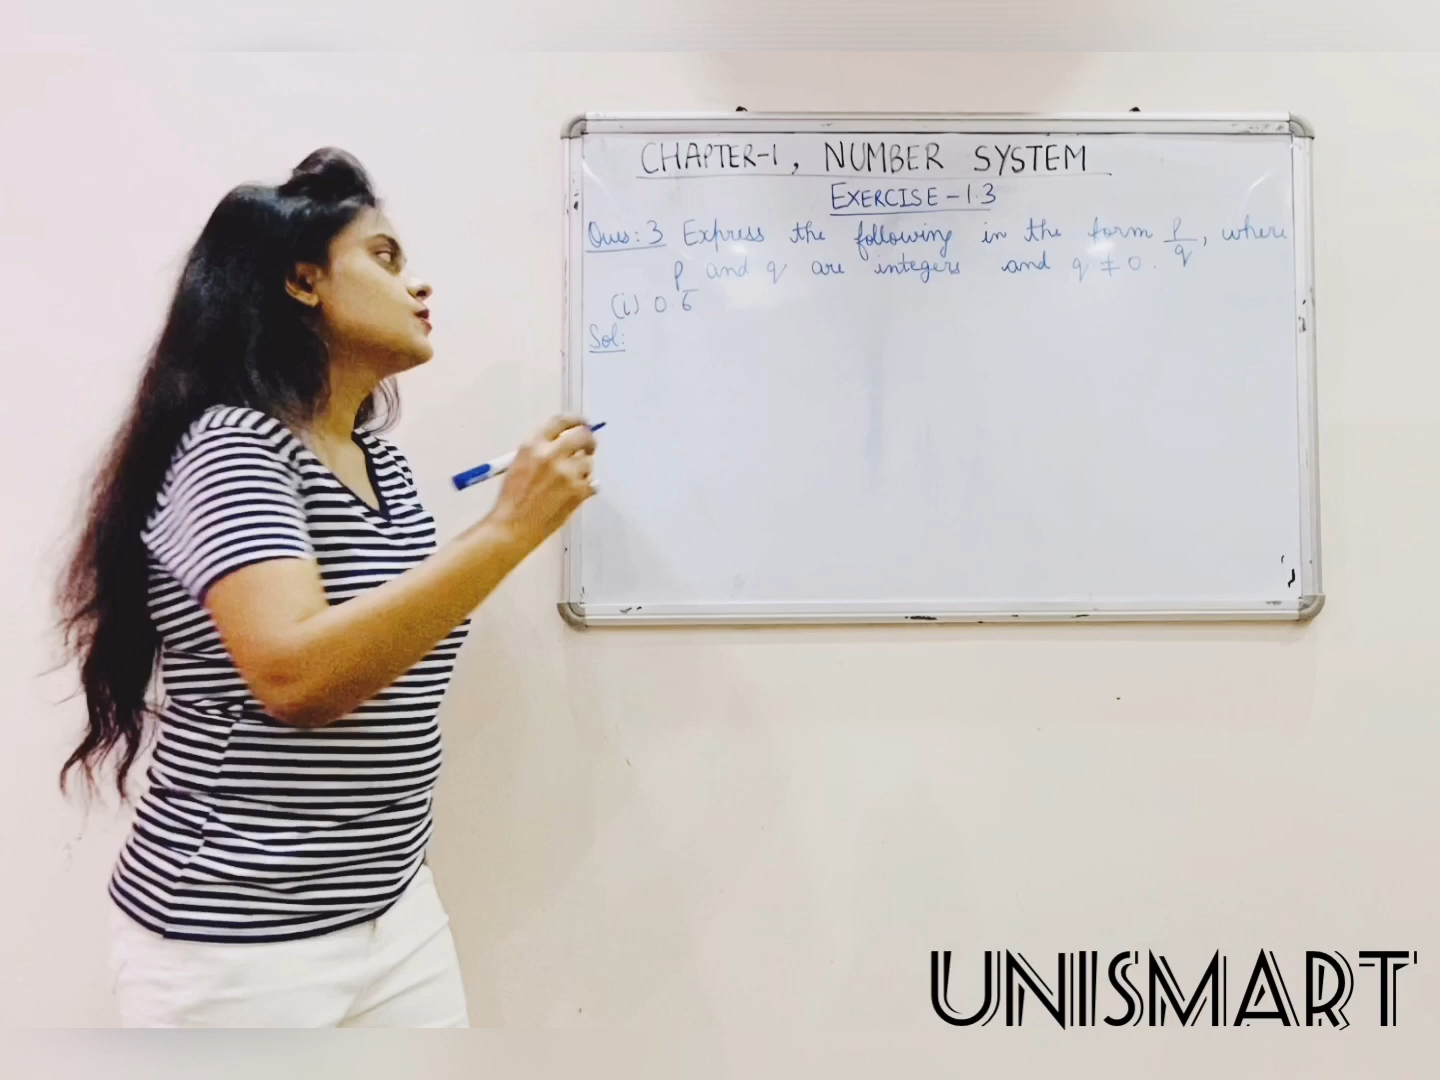 CHAPTER-1, NUMBER SYSTEM
EXERCISE-1.3
Ques: 3 Express the following in the form p/q, where
p and q are integers and q ≠ 0.
(i) 0.6̅
Sol:
UNISMART